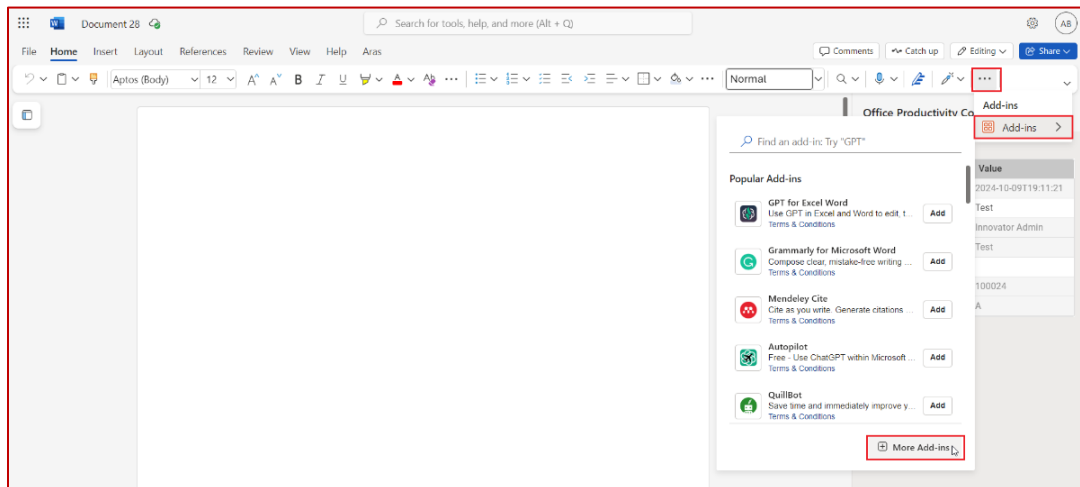 Document 28
Search for tools, help, and more (Alt + Q)
AB
File Home Insert Layout References Review View Help Aras
Comments Catch up Editing Share
Aptos (Body) 12 A A B I U A Normal
Office Productivity Co
Add-ins
Add-ins
Find an add-in: Try "GPT"
Popular Add-ins
GPT for Excel Word
Use GPT in Excel and Word to edit, t...
Add
Terms & Conditions
Grammarly for Microsoft Word
Compose clear, mistake-free writing ...
Add
Terms & Conditions
Mendeley Cite
Cite as you write. Generate citations ...
Add
Terms & Conditions
Autopilot
Free - Use ChatGPT within Microsoft ...
Add
Terms & Conditions
QuillBot
Save time and immediately improve y...
Add
Terms & Conditions
More Add-ins
Value
2024-10-09T19:11:21
Test
Innovator Admin
Test
100024
A